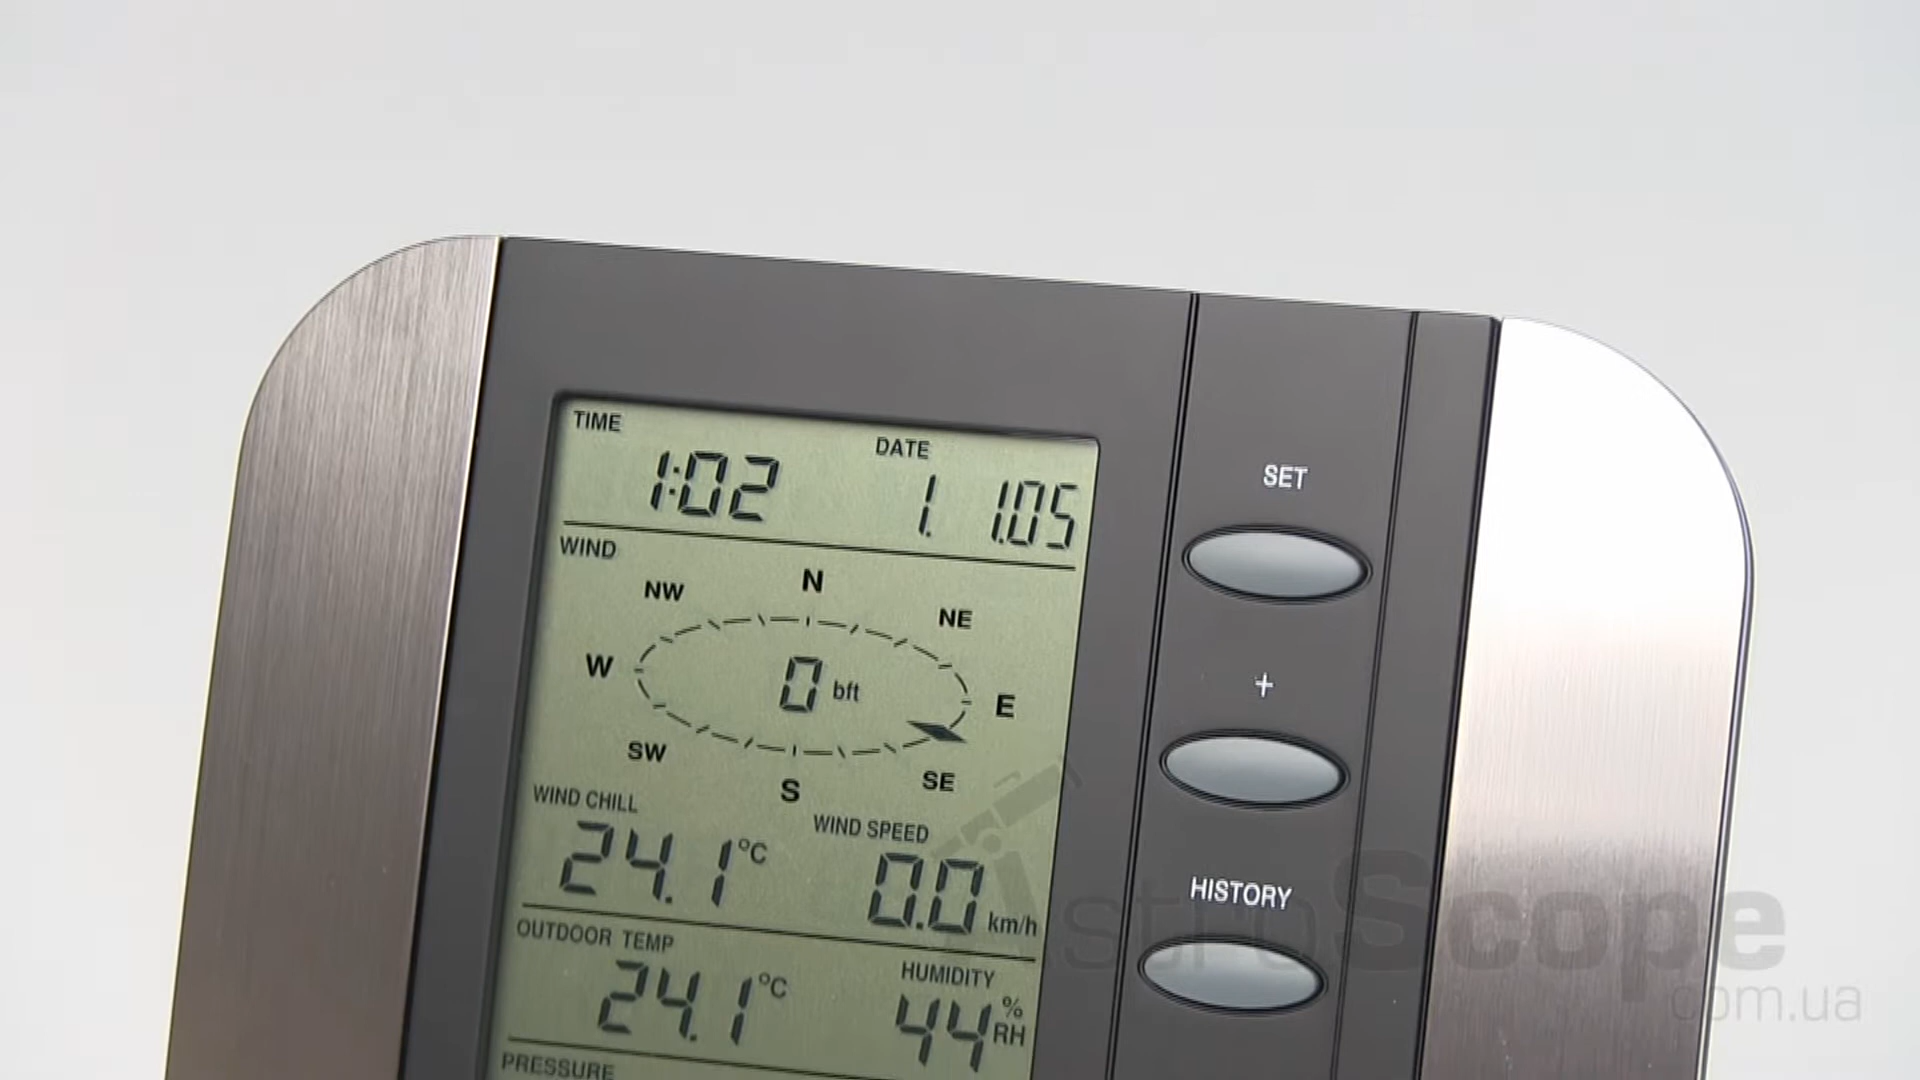 TIME
DATE
1:02
1. 1.05
WIND
N
NW
NE
W
0 bft
E
SW
SE
S
WIND CHILL
WIND SPEED
24.1 °C
0.0 km/h
OUTDOOR TEMP
HUMIDITY
24.1 °C
44 % RH
PRESSURE
SET
+
HISTORY
AstroScope
com.ua